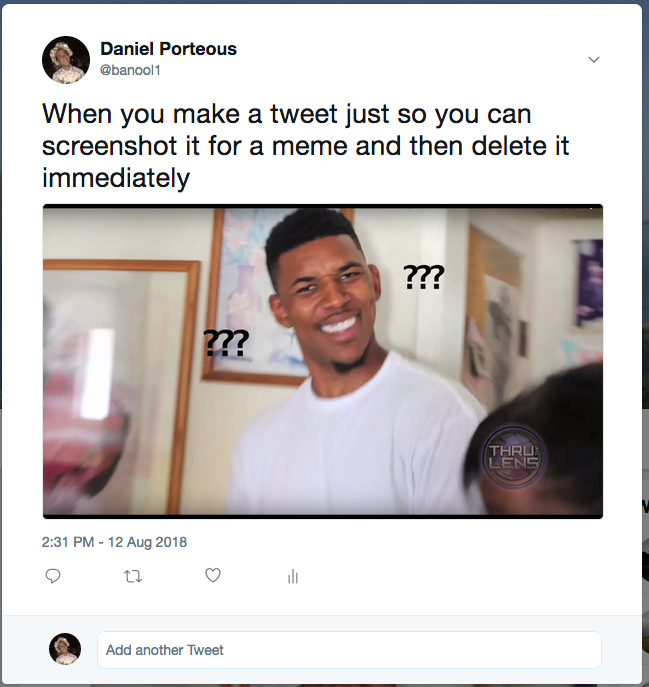 Daniel Porteous
@banool1
When you make a tweet just so you can
screenshot it for a meme and then delete it
immediately
???
???
THRU
LENS
2:31 PM - 12 Aug 2018
Add another Tweet